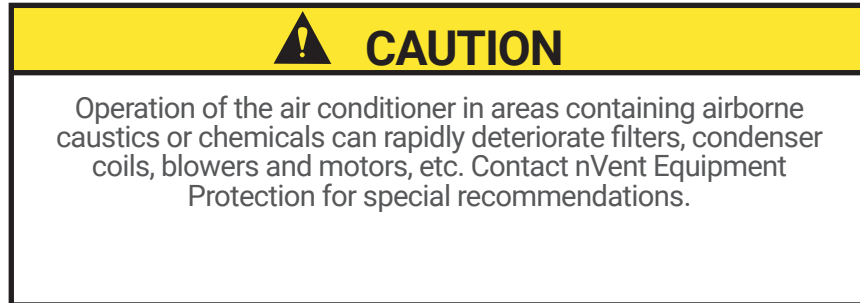 CAUTION
Operation of the air conditioner in areas containing airborne
caustics or chemicals can rapidly deteriorate filters, condenser
coils, blowers and motors, etc. Contact nVent Equipment
Protection for special recommendations.